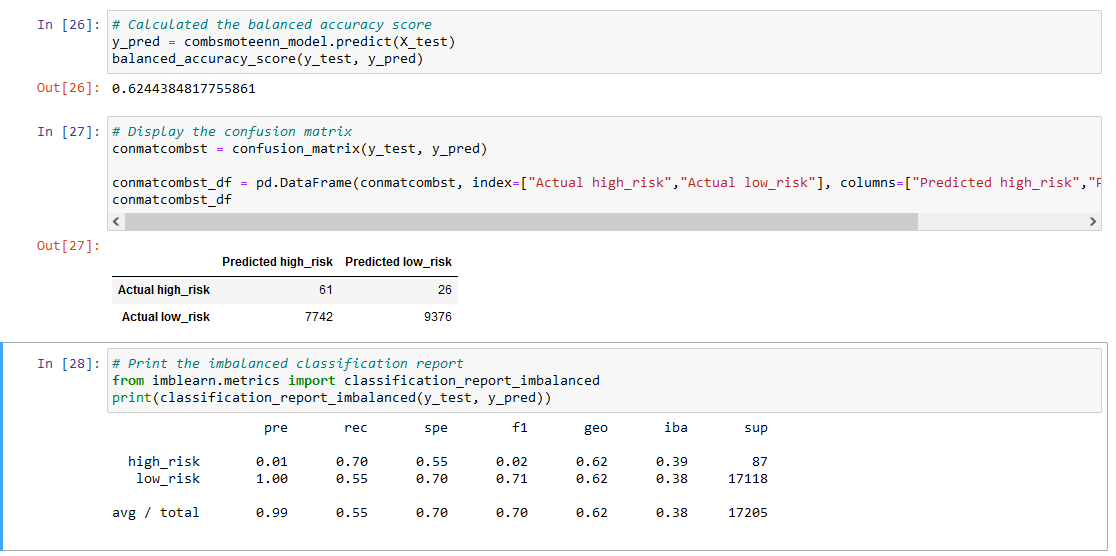 In [26]: # Calculated the balanced accuracy score
y_pred = combsmoteenn_model.predict(X_test)
balanced_accuracy_score(y_test, y_pred)
Out[26]: 0.6244384817755861
In [27]: # Display the confusion matrix
conmatcombst = confusion_matrix(y_test, y_pred)
conmatcombst_df = pd.DataFrame(conmatcombst, index=["Actual high_risk","Actual low_risk"], columns=["Predicted high_risk","P
conmatcombst_df
Out[27]:
Predicted high_risk Predicted low_risk
Actual high_risk 61 26
Actual low_risk 7742 9376
In [28]: # Print the imbalanced classification report
from imblearn.metrics import classification_report_imbalanced
print(classification_report_imbalanced(y_test, y_pred))
pre rec spe f1 geo iba sup
high_risk 0.01 0.70 0.55 0.02 0.62 0.39 87
low_risk 1.00 0.55 0.70 0.71 0.62 0.38 17118
avg / total 0.99 0.55 0.70 0.70 0.62 0.38 17205